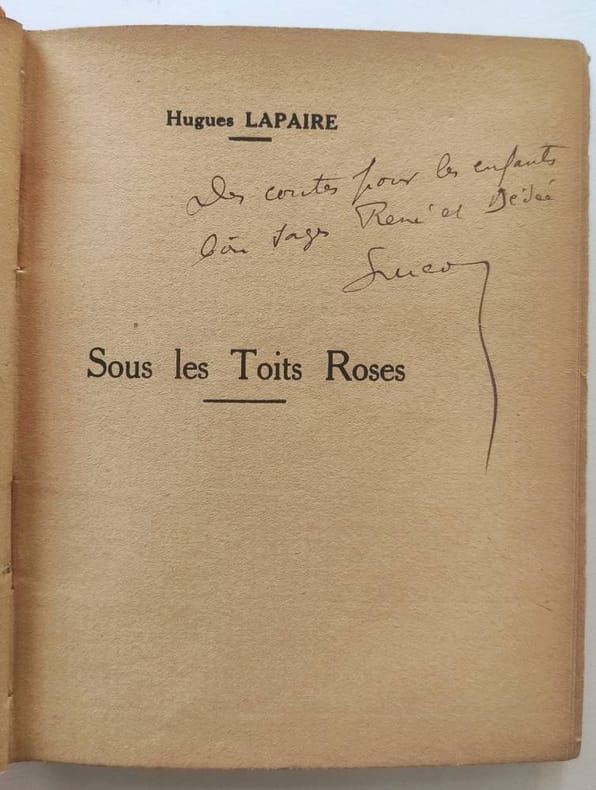 Hugues LAPAIRE
Des contes pour les enfants
bien sages René et Dédée
Sous les Toits Roses